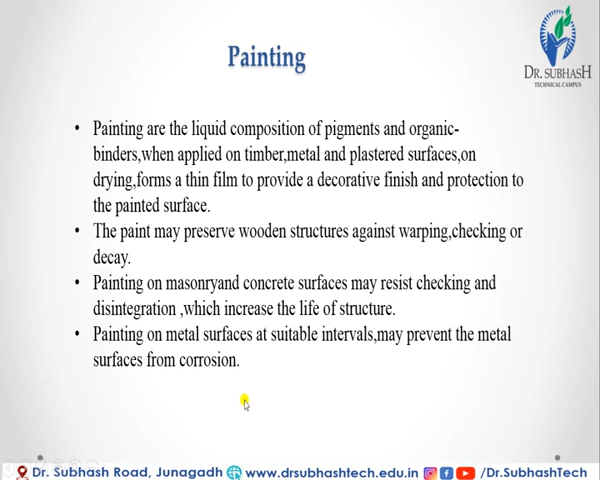 Painting
DR. SUBHASH
TECHNICAL CAMPUS
• Painting are the liquid composition of pigments and organic-
binders,when applied on timber,metal and plastered surfaces,on
drying,forms a thin film to provide a decorative finish and protection to
the painted surface.
• The paint may preserve wooden structures against warping,checking or
decay.
• Painting on masonryand concrete surfaces may resist checking and
disintegration ,which increase the life of structure.
• Painting on metal surfaces at suitable intervals,may prevent the metal
surfaces from corrosion.
Dr. Subhash Road, Junagadh www.drsubhashtech.edu.in /Dr.SubhashTech